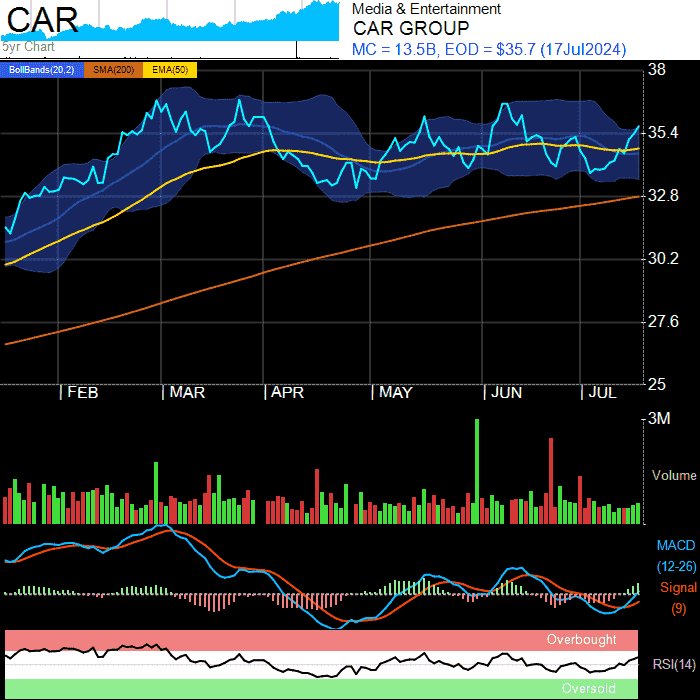 CAR
5yr Chart
Media & Entertainment
CAR GROUP
MC = 13.5B, EOD = $35.7 (17Jul2024)
BollBands(20,2) SMA(200) EMA(50)
38
35.4
32.8
30.2
27.6
25
FEB MAR APR MAY JUN JUL
3M
Volume
MACD
(12-26)
Signal
(9)
Overbought
RSI(14)
Oversold